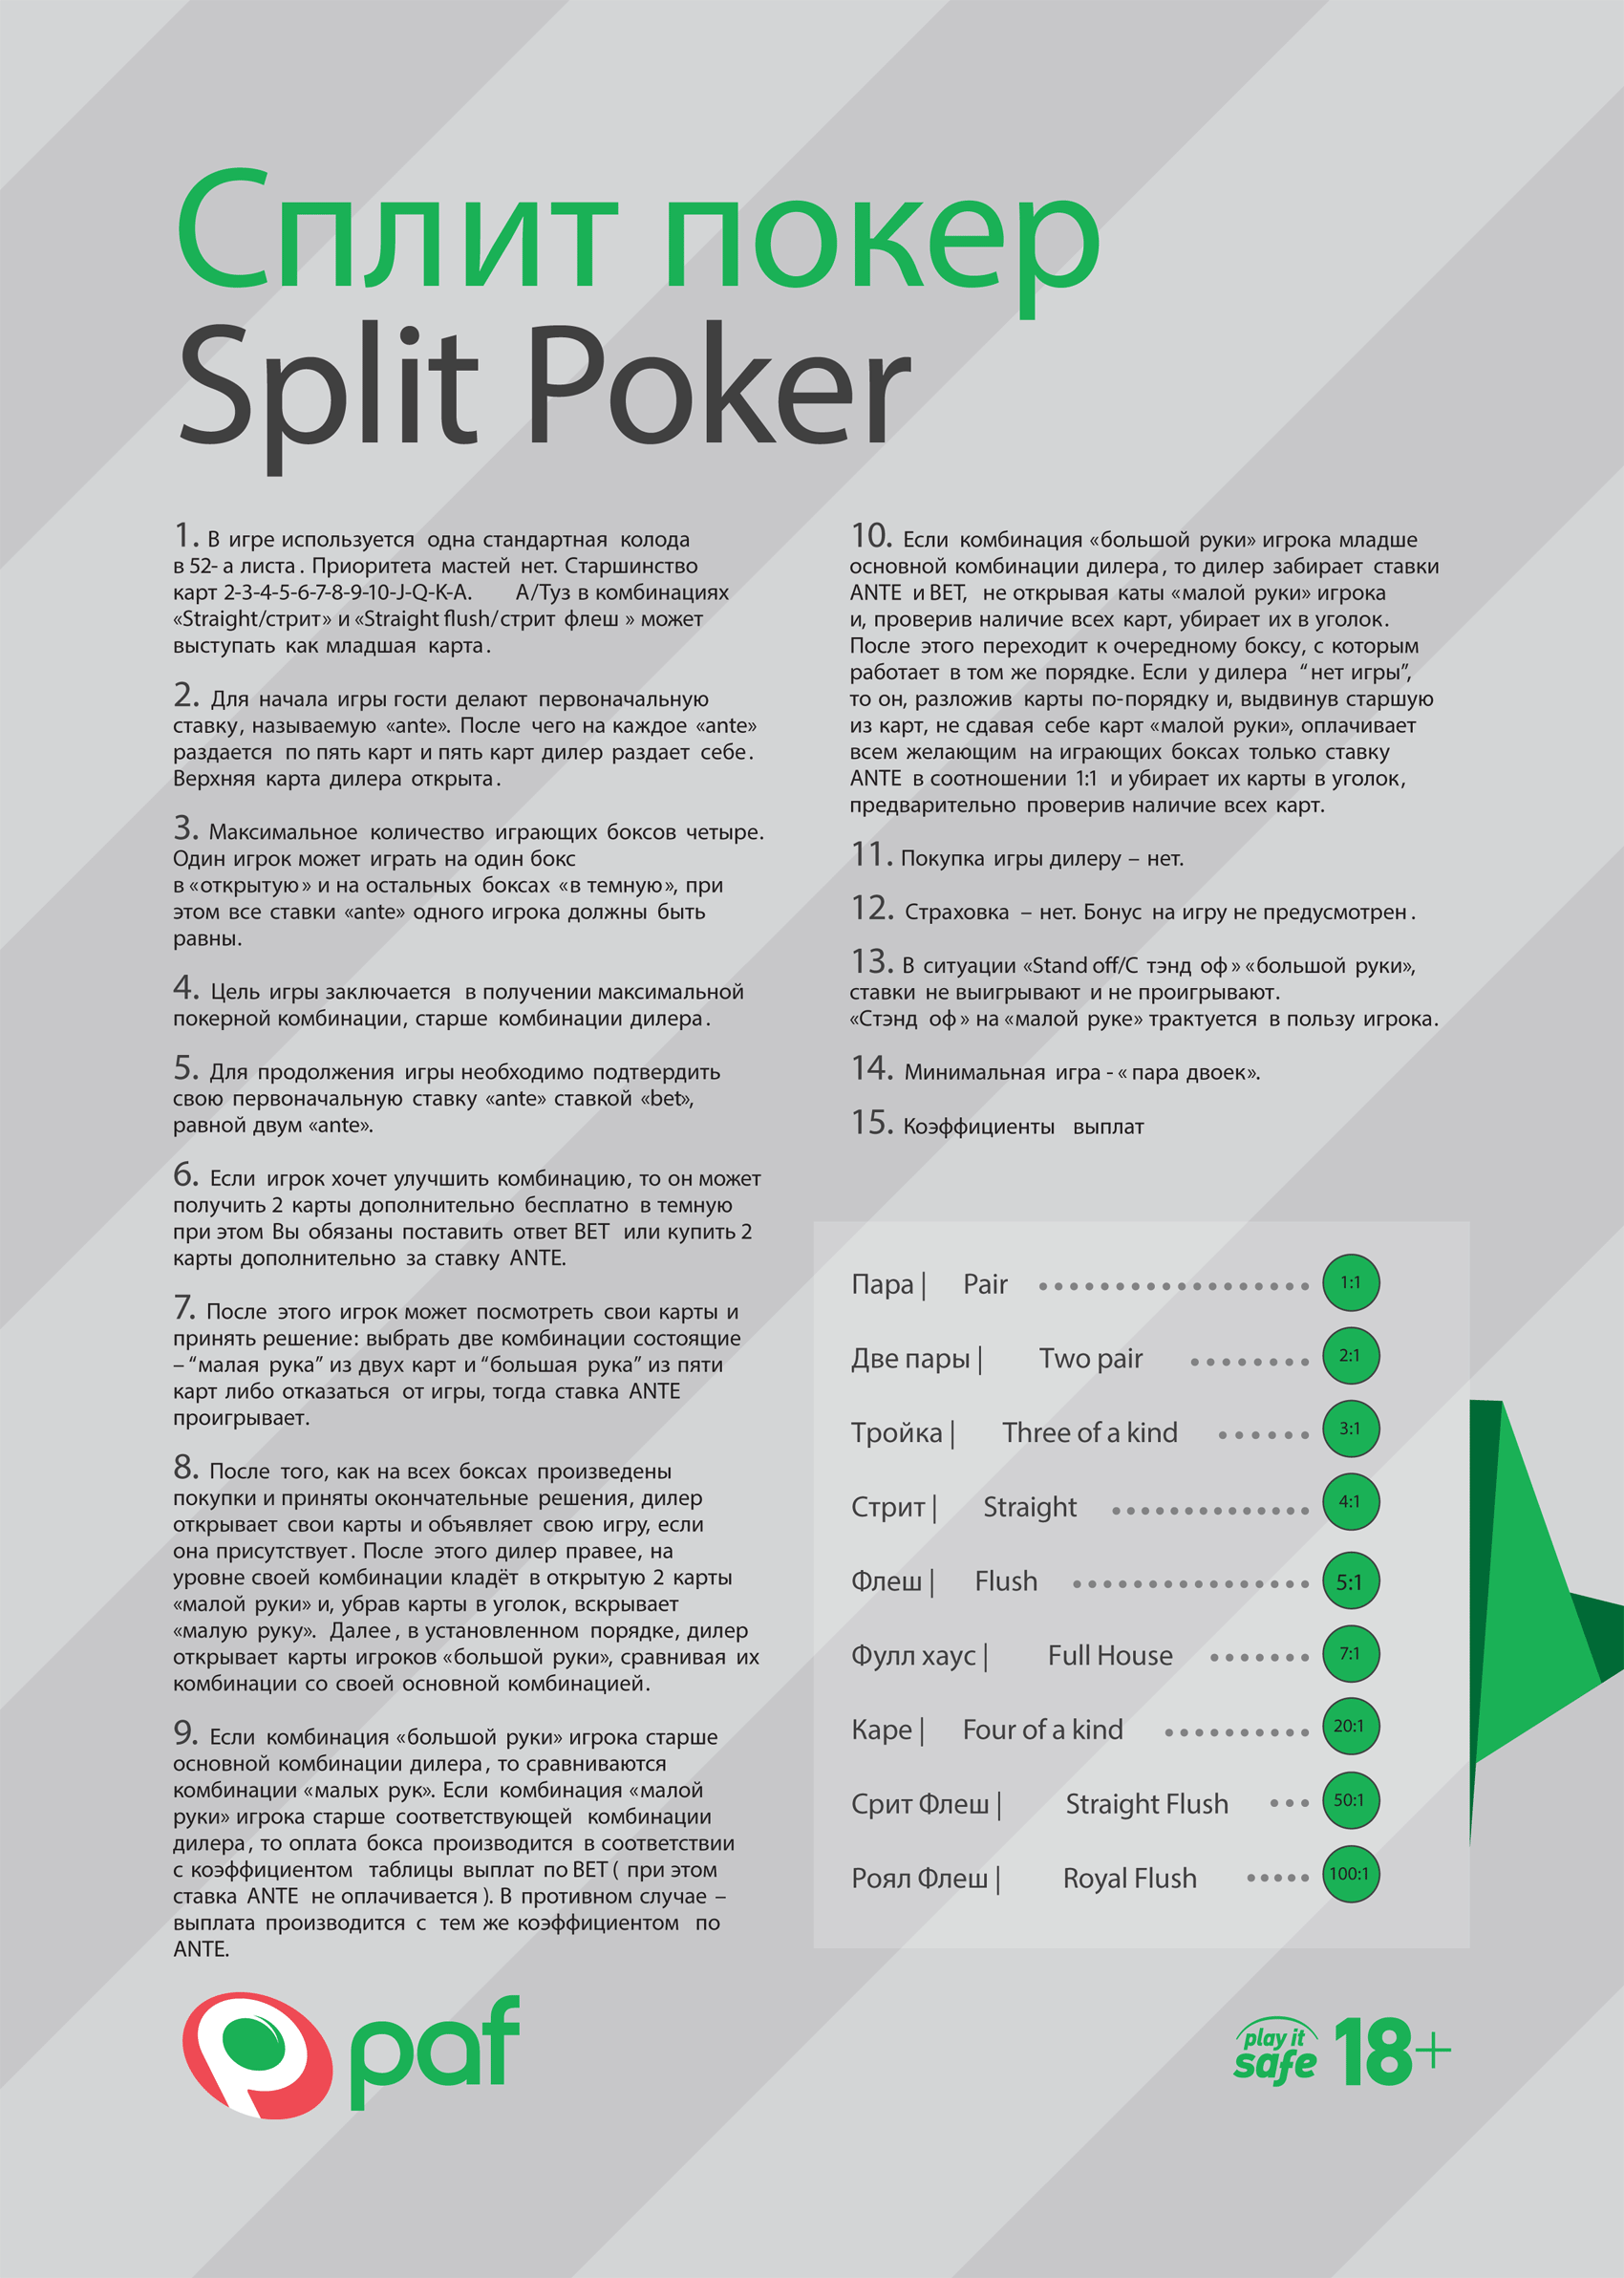 Сплит покер
Split Poker
1. В игре используется одна стандартная колода
в 52- а листа. Приоритета мастей нет. Старшинство
карт 2-3-4-5-6-7-8-9-10-J-Q-K-A. А/Туз в комбинациях
«Straight/стрит» и «Straight flush/стрит флеш » может
выступать как младшая карта.
2. Для начала игры гости делают первоначальную
ставку, называемую «ante». После чего на каждое «ante»
раздается по пять карт и пять карт дилер раздает себе.
Верхняя карта дилера открыта.
3. Максимальное количество играющих боксов четыре.
Один игрок может играть на один бокс
в «открытую» и на остальных боксах «в темную», при
этом все ставки «ante» одного игрока должны быть
равны.
4. Цель игры заключается в получении максимальной
покерной комбинации, старше комбинации дилера.
5. Для продолжения игры необходимо подтвердить
свою первоначальную ставку «ante» ставкой «bet»,
равной двум «ante».
6. Если игрок хочет улучшить комбинацию, то он может
получить 2 карты дополнительно бесплатно в темную
при этом Вы обязаны поставить ответ BET или купить 2
карты дополнительно за ставку ANTE.
7. После этого игрок может посмотреть свои карты и
принять решение: выбрать две комбинации состоящие
– “малая рука” из двух карт и “большая рука” из пяти
карт либо отказаться от игры, тогда ставка ANTE
проигрывает.
8. После того, как на всех боксах произведены
покупки и приняты окончательные решения, дилер
открывает свои карты и объявляет свою игру, если
она присутствует. После этого дилер правее, на
уровне своей комбинации кладёт в открытую 2 карты
«малой руки» и, убрав карты в уголок, вскрывает
«малую руку». Далее, в установленном порядке, дилер
открывает карты игроков «большой руки», сравнивая их
комбинации со своей основной комбинацией.
9. Если комбинация «большой руки» игрока старше
основной комбинации дилера, то сравниваются
комбинации «малых рук». Если комбинация «малой
руки» игрока старше соответствующей комбинации
дилера, то оплата бокса производится в соответствии
с коэффициентом таблицы выплат по BET ( при этом
ставка ANTE не оплачивается ). В противном случае –
выплата производится с тем же коэффициентом по
ANTE.
10. Если комбинация «большой руки» игрока младше
основной комбинации дилера, то дилер забирает ставки
ANTE и BET, не открывая каты «малой руки» игрока
и, проверив наличие всех карт, убирает их в уголок.
После этого переходит к очередному боксу, с которым
работает в том же порядке. Если у дилера “нет игры”,
то он, разложив карты по-порядку и, выдвинув старшую
из карт, не сдавая себе карт «малой руки», оплачивает
всем желающим на играющих боксах только ставку
ANTE в соотношении 1:1 и убирает их карты в уголок,
предварительно проверив наличие всех карт.
11. Покупка игры дилеру – нет.
12. Страховка – нет. Бонус на игру не предусмотрен.
13. В ситуации «Stand off/С тэнд оф» «большой руки»,
ставки не выигрывают и не проигрывают.
«Стэнд оф» на «малой руке» трактуется в пользу игрока.
14. Минимальная игра - « пара двоек».
15. Коэффициенты выплат
Пара | Pair 1:1
Две пары | Two pair 2:1
Тройка | Three of a kind 3:1
Стрит | Straight 4:1
Флеш | Flush 5:1
Фулл хаус | Full House 7:1
Каре | Four of a kind 20:1
Срит Флеш | Straight Flush 50:1
Роял Флеш | Royal Flush 100:1
paf
play it
safe
18+